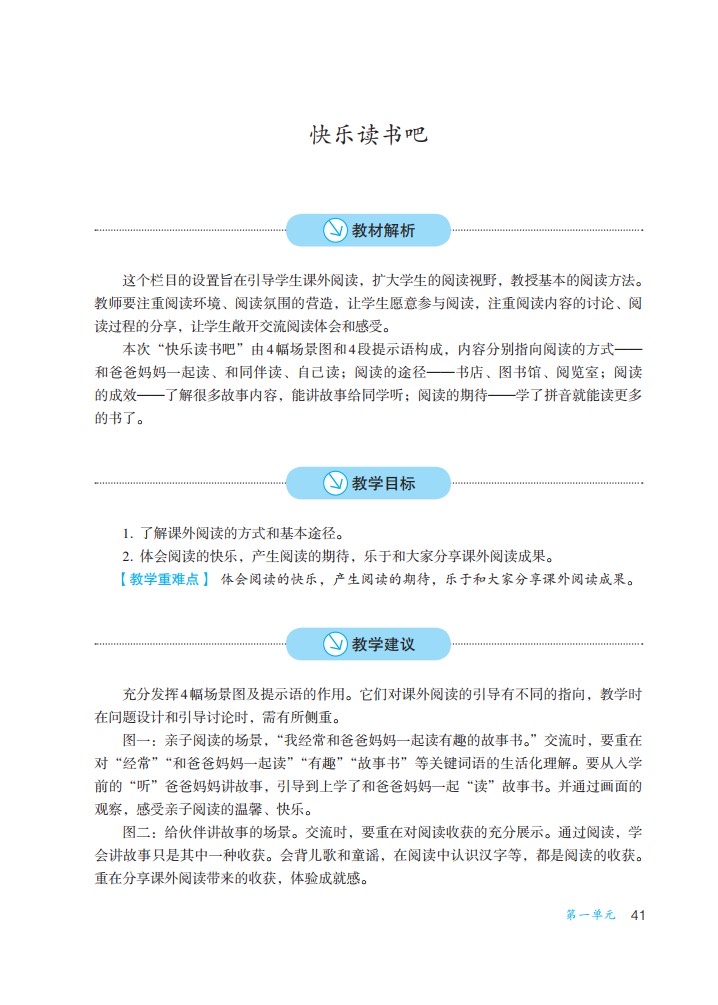 快乐读书吧
教材解析
这个栏目的设置旨在引导学生课外阅读，扩大学生的阅读视野，教授基本的阅读方法。
教师要注重阅读环境、阅读氛围的营造，让学生愿意参与阅读，注重阅读内容的讨论、阅
读过程的分享，让学生敞开交流阅读体会和感受。
本次“快乐读书吧”由4幅场景图和4段提示语构成，内容分别指向阅读的方式——
和爸爸妈妈一起读、和同伴读、自己读；阅读的途径——书店、图书馆、阅览室；阅读
的成效——了解很多故事内容，能讲故事给同学听；阅读的期待——学了拼音就能读更多
的书了。
教学目标
1. 了解课外阅读的方式和基本途径。
2. 体会阅读的快乐，产生阅读的期待，乐于和大家分享课外阅读成果。
【教学重难点】 体会阅读的快乐，产生阅读的期待，乐于和大家分享课外阅读成果。
教学建议
充分发挥4幅场景图及提示语的作用。它们对课外阅读的引导有不同的指向，教学时
在问题设计和引导讨论时，需有所侧重。
图一：亲子阅读的场景，“我经常和爸爸妈妈一起读有趣的故事书。”交流时，要重在
对“经常”“和爸爸妈妈一起读”“有趣”“故事书”等关键词语的生活化理解。要从入学
前的“听”爸爸妈妈讲故事，引导到上学了和爸爸妈妈一起“读”故事书。并通过画面的
观察，感受亲子阅读的温馨、快乐。
图二：给伙伴讲故事的场景。交流时，要重在对阅读收获的充分展示。通过阅读，学
会讲故事只是其中一种收获。会背儿歌和童谣，在阅读中认识汉字等，都是阅读的收获。
重在分享课外阅读带来的收获，体验成就感。
第一单元 41